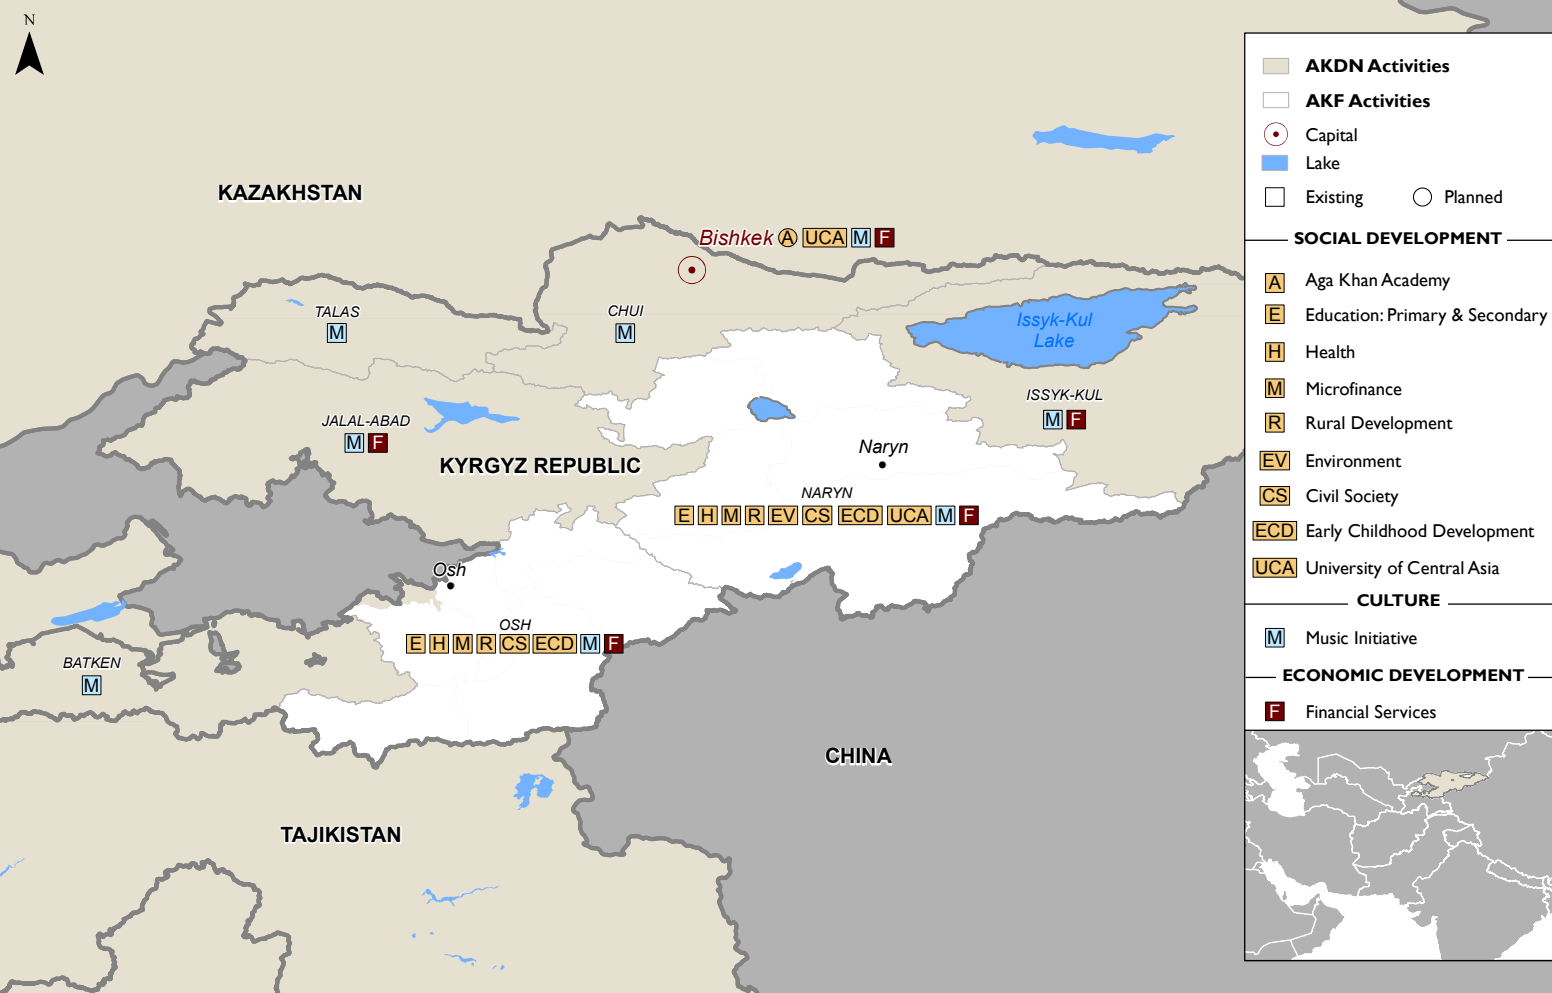 N
KAZAKHSTAN
Bishkek A UCA M F
TALAS
M
CHUI
M
Issyk-Kul
Lake
ISSYK-KUL
M F
JALAL-ABAD
M F
KYRGYZ REPUBLIC
Naryn
NARYN
E H M R EV CS ECD UCA M F
Osh
OSH
E H M R CS ECD M F
BATKEN
M
CHINA
TAJIKISTAN
AKDN Activities
AKF Activities
Capital
Lake
Existing Planned
SOCIAL DEVELOPMENT
A Aga Khan Academy
E Education: Primary & Secondary
H Health
M Microfinance
R Rural Development
EV Environment
CS Civil Society
ECD Early Childhood Development
UCA University of Central Asia
CULTURE
M Music Initiative
ECONOMIC DEVELOPMENT
F Financial Services